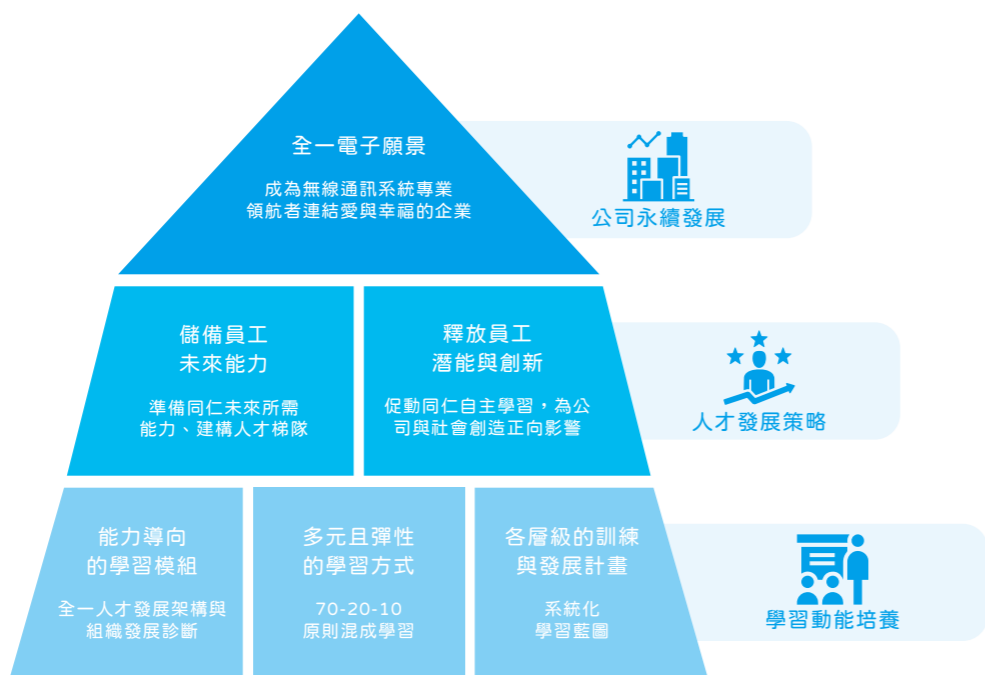 全一電子願景
成為無線通訊系統專業
領航者連結愛與幸福的企業
公司永續發展
儲備員工
未來能力
準備同仁未來所需
能力、建構人才梯隊
釋放員工
潛能與創新
促動同仁自主學習，為公
司與社會創造正向影響
人才發展策略
能力導向
的學習模組
全一人才發展架構與
組織發展診斷
多元且彈性
的學習方式
70-20-10
原則混成學習
各層級的訓練
與發展計畫
系統化
學習藍圖
學習動能培養